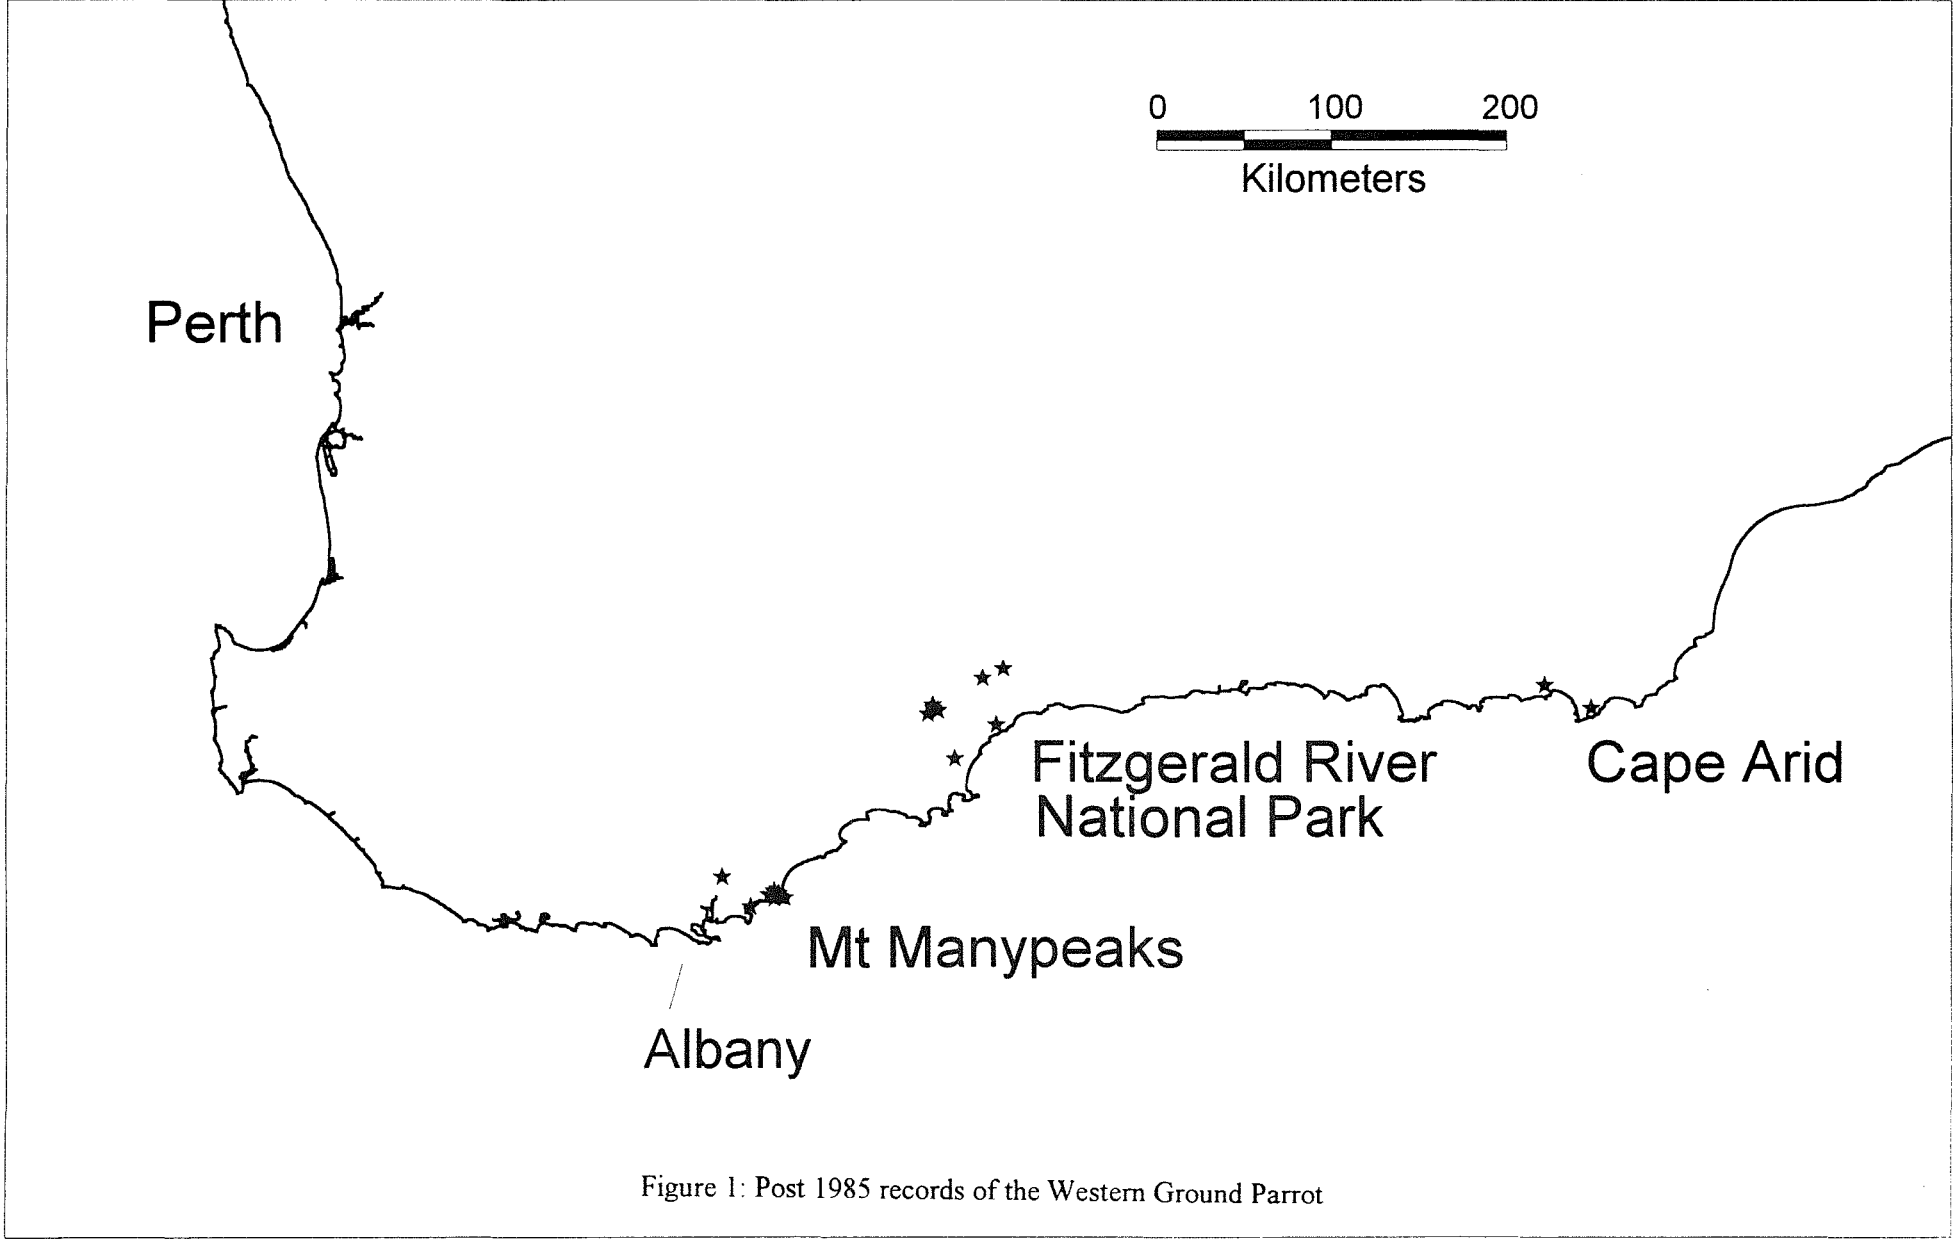 0 100 200
Kilometers
Perth
Fitzgerald River
National Park
Cape Arid
Mt Manypeaks
Albany
Figure 1: Post 1985 records of the Western Ground Parrot